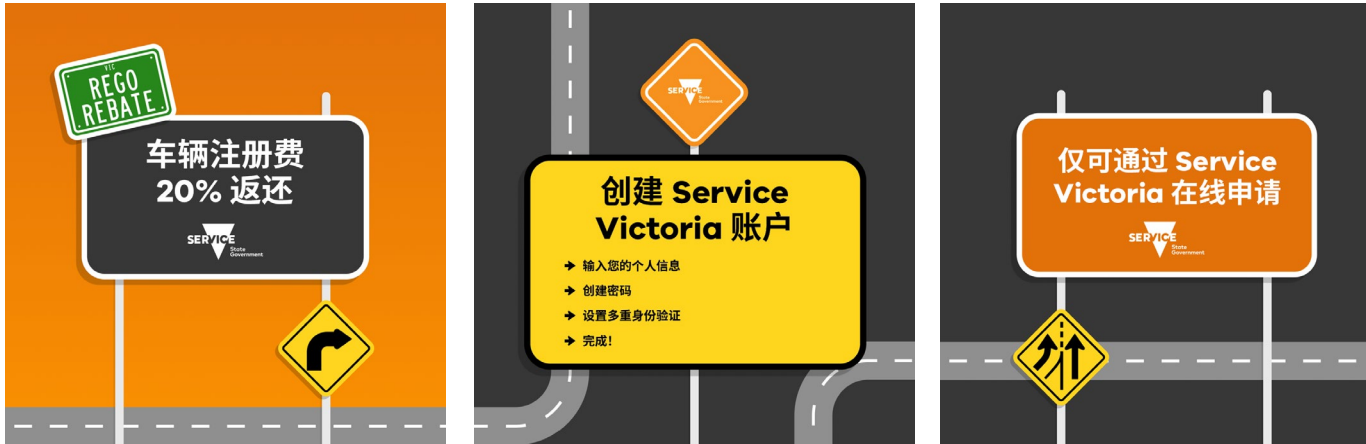 VIC
REGO
REBATE
车辆注册费
20% 返还
SERVICE
State
Government
SERVICE
State
Government
创建 Service
Victoria 账户
→ 输入您的个人信息
→ 创建密码
→ 设置多重身份验证
→ 完成!
仅可通过 Service
Victoria 在线申请
SERVICE
State
Government